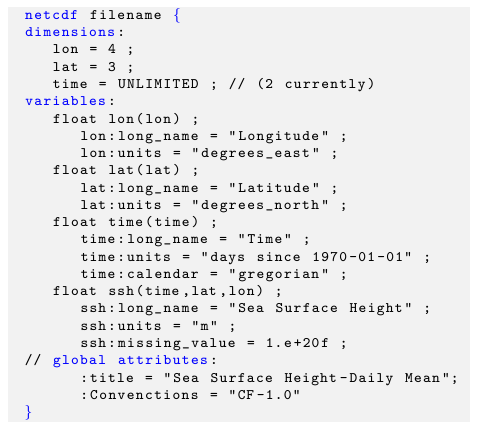 netcdf filename {
dimensions:
lon = 4 ;
lat = 3 ;
time = UNLIMITED ; // (2 currently)
variables:
float lon(lon) ;
lon:long_name = "Longitude" ;
lon:units = "degrees_east" ;
float lat(lat) ;
lat:long_name = "Latitude" ;
lat:units = "degrees_north" ;
float time(time) ;
time:long_name = "Time" ;
time:units = "days since 1970-01-01" ;
time:calendar = "gregorian" ;
float ssh(time,lat,lon) ;
ssh:long_name = "Sea Surface Height" ;
ssh:units = "m" ;
ssh:missing_value = 1.e+20f ;
// global attributes:
:title = "Sea Surface Height-Daily Mean";
:Convenctions = "CF-1.0"
}